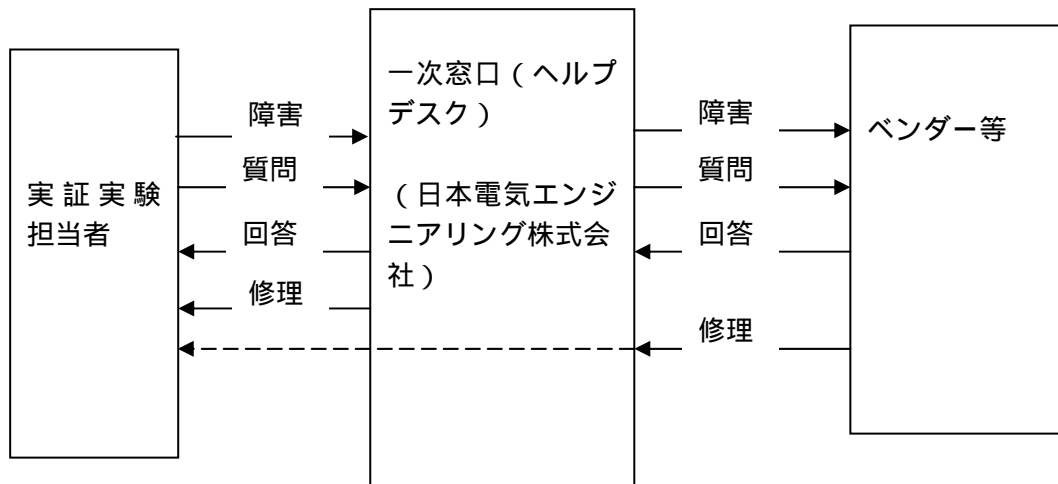 実証実験
担当者
障害
質問
回答
修理
一次窓口（ヘルプ
デスク）
（日本電気エンジ
ニアリング株式会
社）
障害
質問
回答
修理
ベンダー等